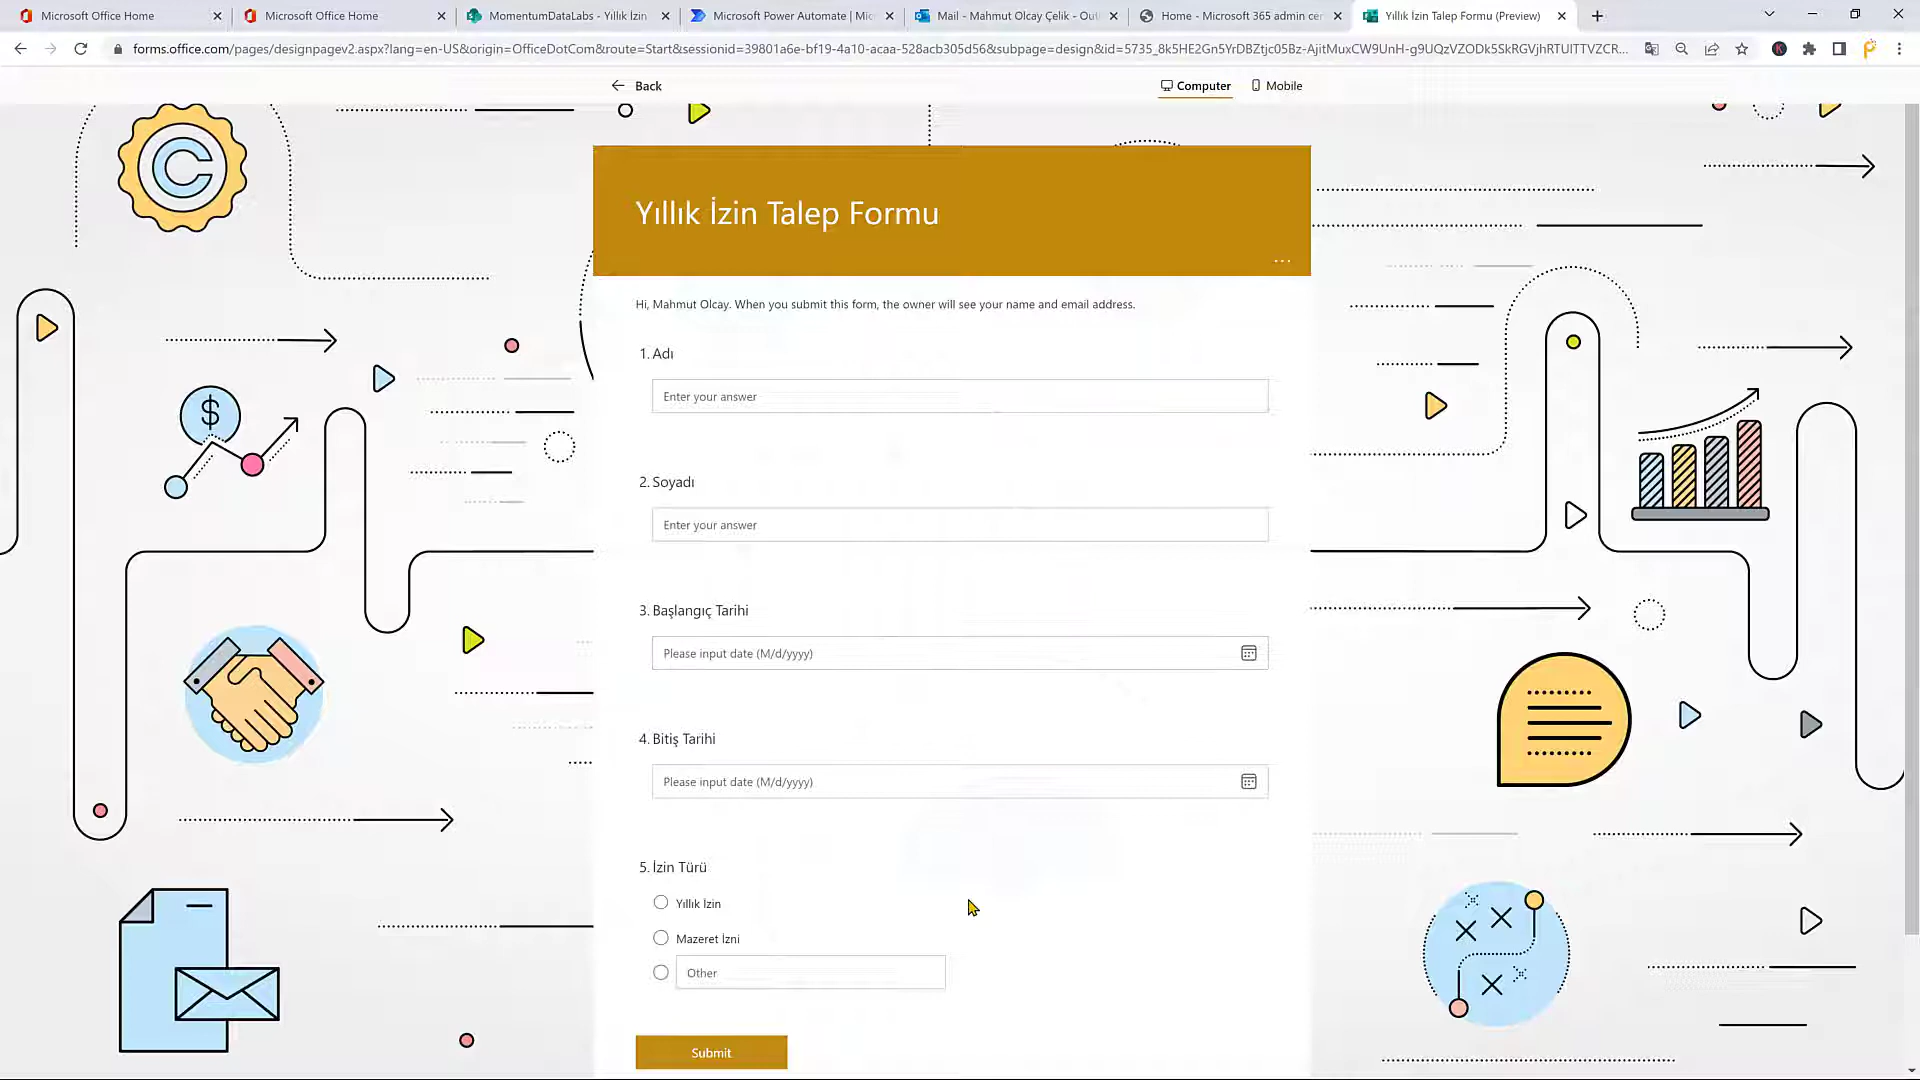 Microsoft Office Home
Microsoft Office Home
MomentumDataLabs - Yıllık İzin
Microsoft Power Automate | Mic
Mail - Mahmut Olcay Çelik - Out
Home - Microsoft 365 admin cer
Yıllık İzin Talep Formu (Preview)
forms.office.com/pages/designpagev2.aspx?lang=en-US&origin=OfficeDotCom&route=Start&sessionid=39801a6e-bf19-4a10-acaa-528acb305d56&subpage=design&id=5735_8k5HE2Gn5YrDBZtjc05Bz-AjitMuxCW9UnH-g9UQzVZODk5SkRGVjhRTUlTTVZCR...
Back
Computer
Mobile
Yıllık İzin Talep Formu
...
Hi, Mahmut Olcay. When you submit this form, the owner will see your name and email address.
1. Adı
Enter your answer
2. Soyadı
Enter your answer
3. Başlangıç Tarihi
Please input date (M/d/yyyy)
4. Bitiş Tarihi
Please input date (M/d/yyyy)
5. İzin Türü
Yıllık İzin
Mazeret İzni
Other
Submit